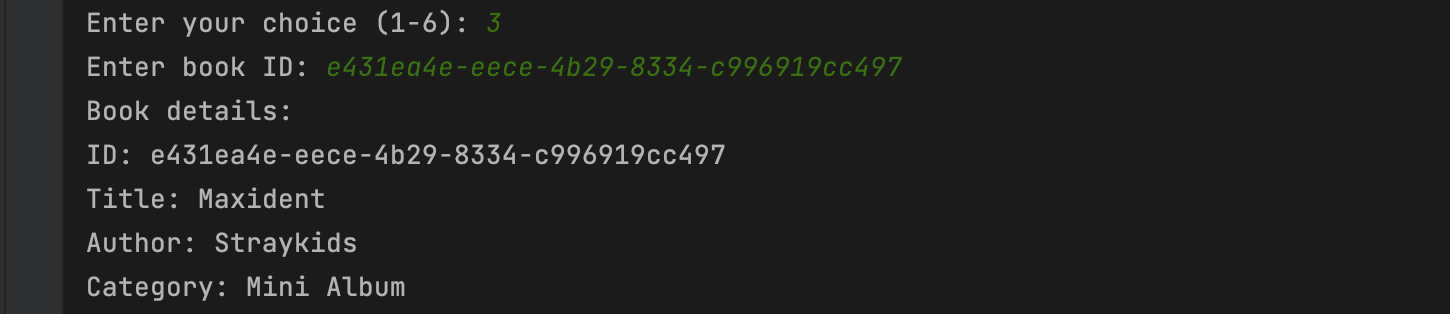 Enter your choice (1-6): 3
Enter book ID: e431ea4e-eece-4b29-8334-c996919cc497
Book details:
ID: e431ea4e-eece-4b29-8334-c996919cc497
Title: Maxident
Author: Straykids
Category: Mini Album